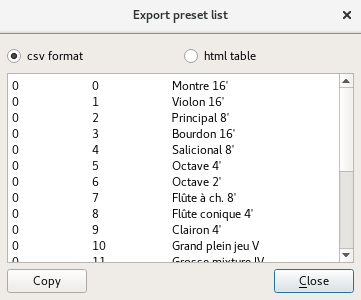 Export preset list
csv format html table
0 0 Montre 16'
0 1 Violon 16'
0 2 Principal 8'
0 3 Bourdon 16'
0 4 Salicional 8'
0 5 Octave 4'
0 6 Octave 2'
0 7 Flûte à ch. 8'
0 8 Flûte conique 4'
0 9 Clairon 4'
0 10 Grand plein jeu V
0 11 Grosse mixture IV
Copy Close